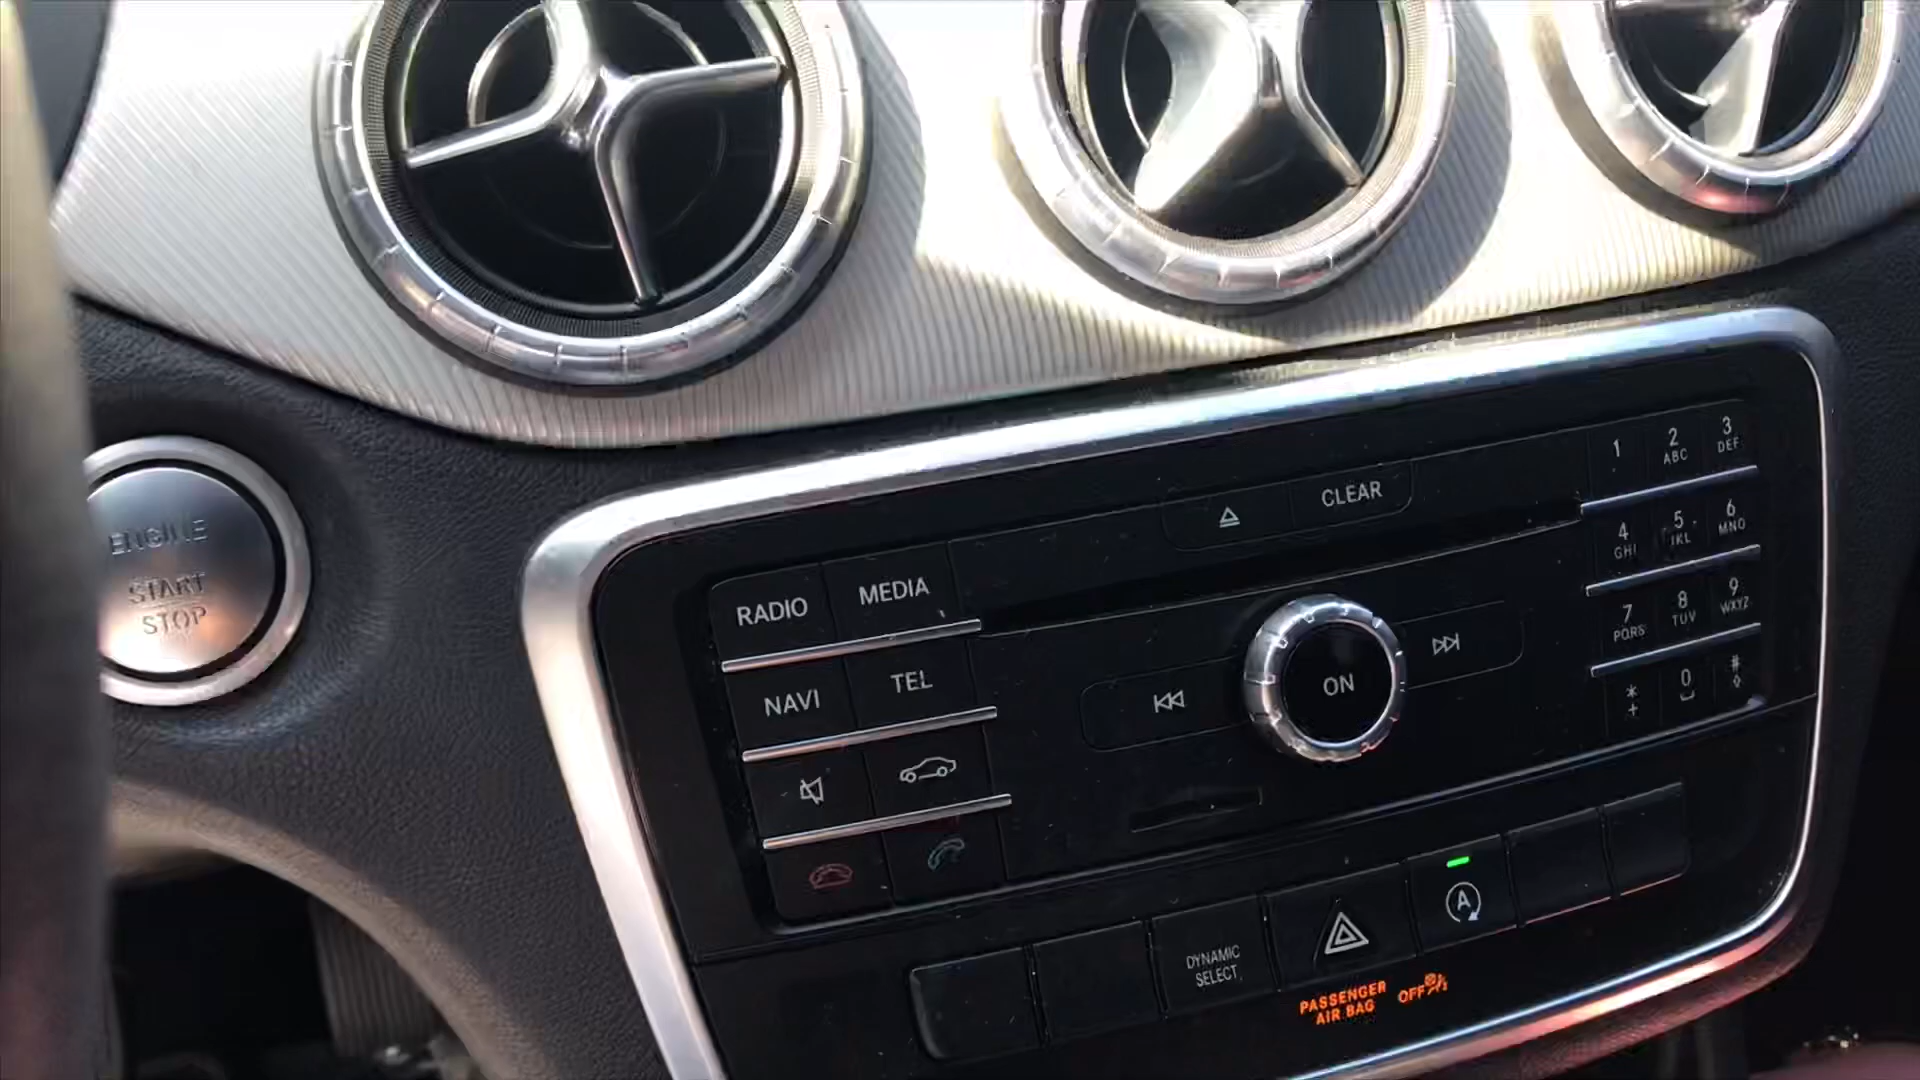 ENGINE
START
STOP
CLEAR
RADIO
MEDIA
NAVI
TEL
ON
1
2
ABC
3
DEF
4
GHI
5
JKL
6
MNO
7
PQRS
8
TUV
9
WXYZ
*
+
0
#
A
DYNAMIC
SELECT
PASSENGER
AIR BAG
OFF